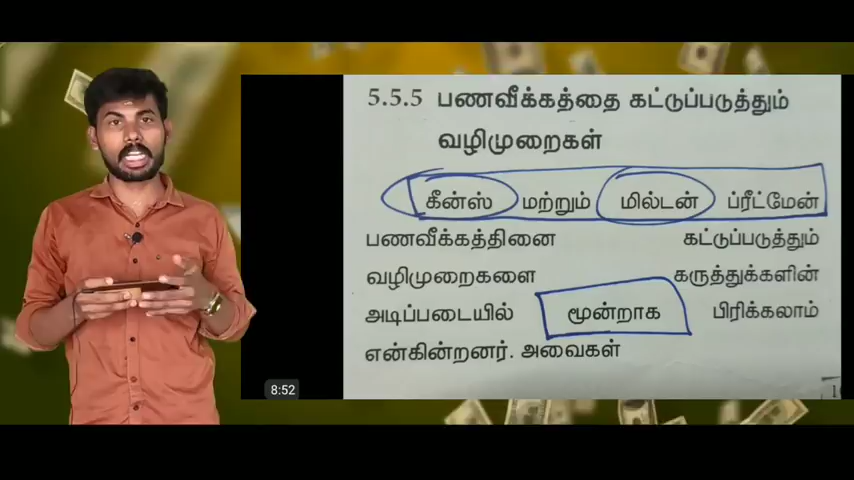 5.5.5 பணவீக்கத்தை கட்டுப்படுத்தும்
வழிமுறைகள்
கீன்ஸ் மற்றும் மில்டன் ப்ரீட்மேன்
பணவீக்கத்தினை கட்டுப்படுத்தும்
வழிமுறைகளை கருத்துக்களின்
அடிப்படையில் மூன்றாக பிரிக்கலாம்
என்கின்றனர். அவைகள்
8:52